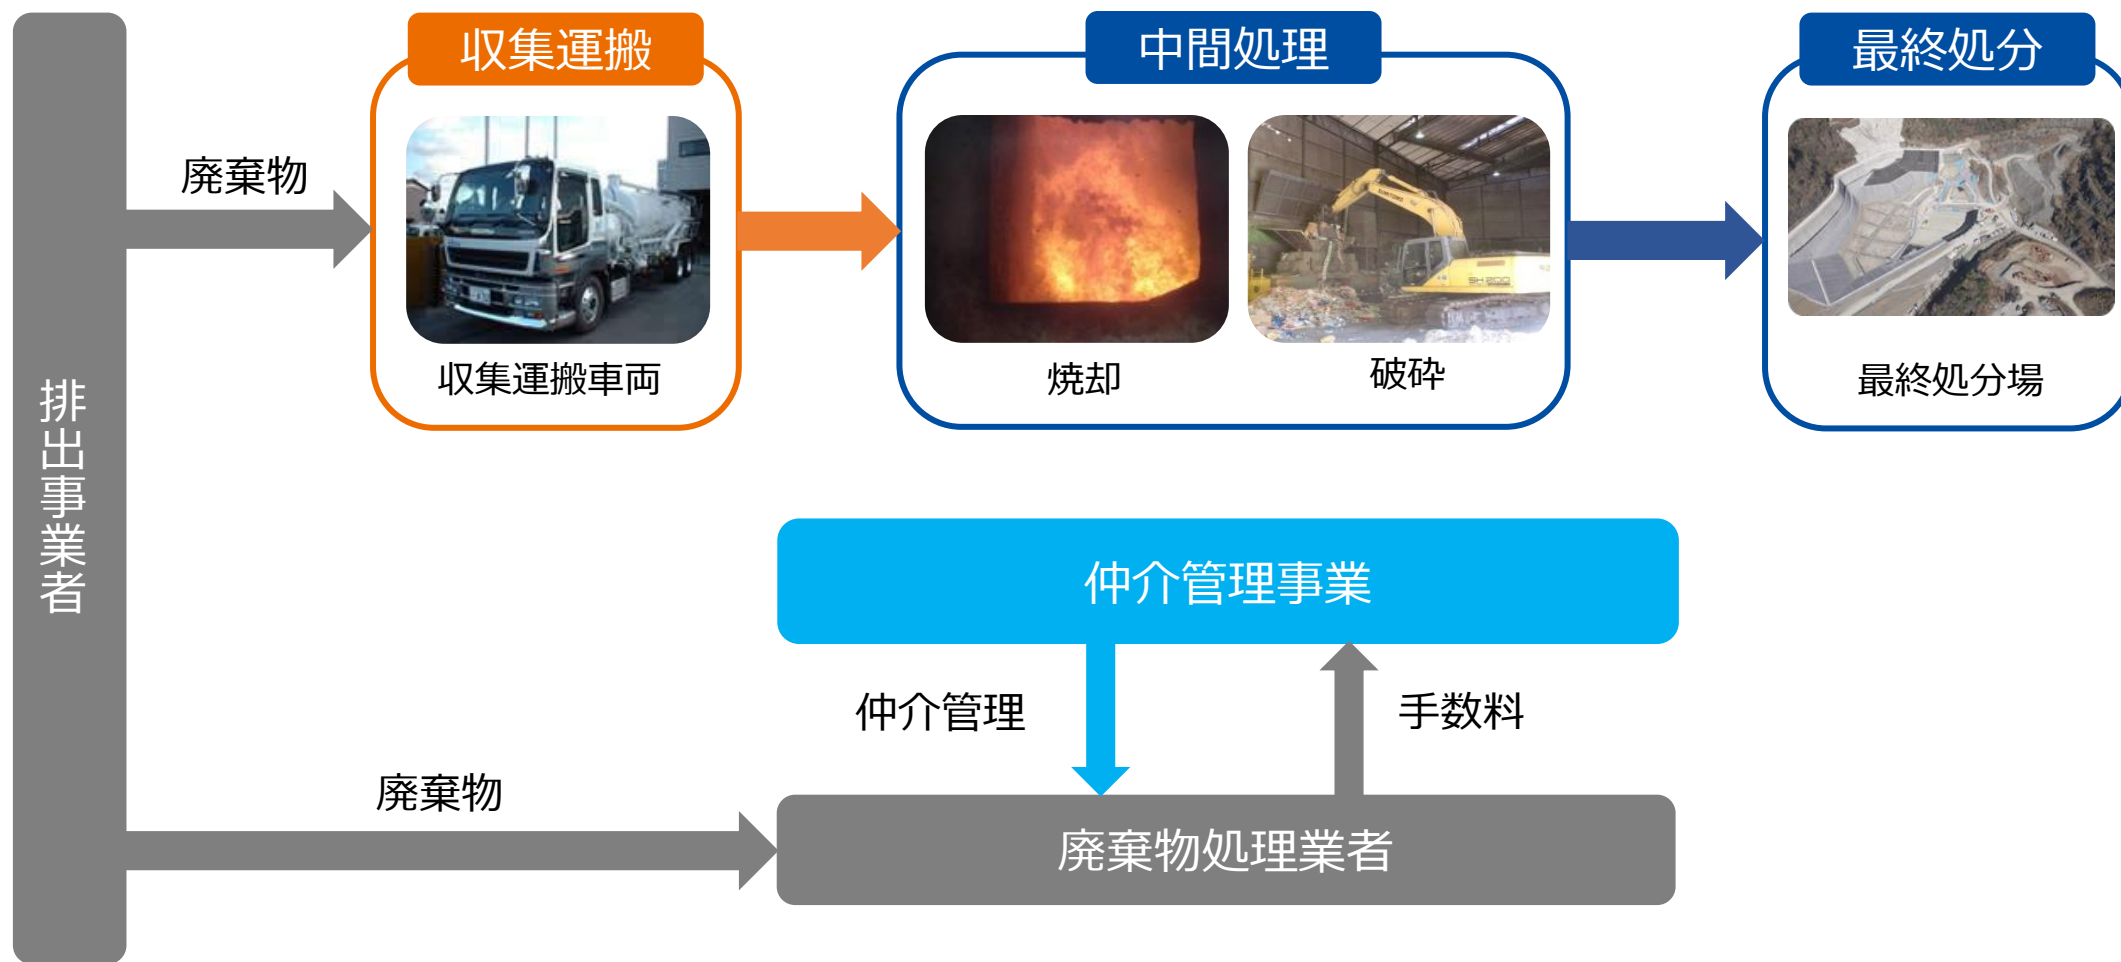 排出事業者
収集運搬
中間処理
最終処分
廃棄物
SH200
収集運搬車両
焼却
破砕
最終処分場
仲介管理事業
仲介管理
手数料
廃棄物
廃棄物処理業者